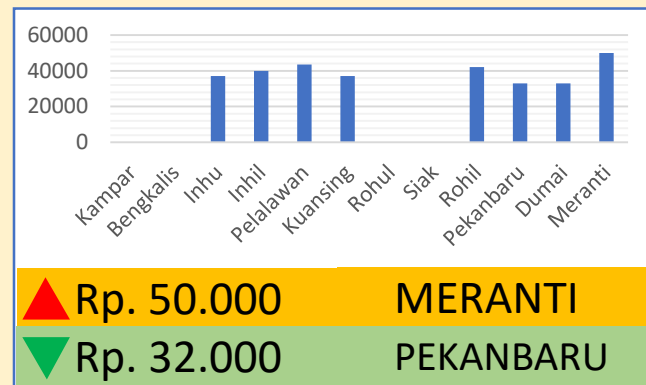 60000
40000
20000
0
Kampar
Bengkalis
Inhu
Inhil
Pelalawan
Kuansing
Rohul
Siak
Rohil
Pekanbaru
Dumai
Meranti
Rp. 50.000 MERANTI
Rp. 32.000 PEKANBARU